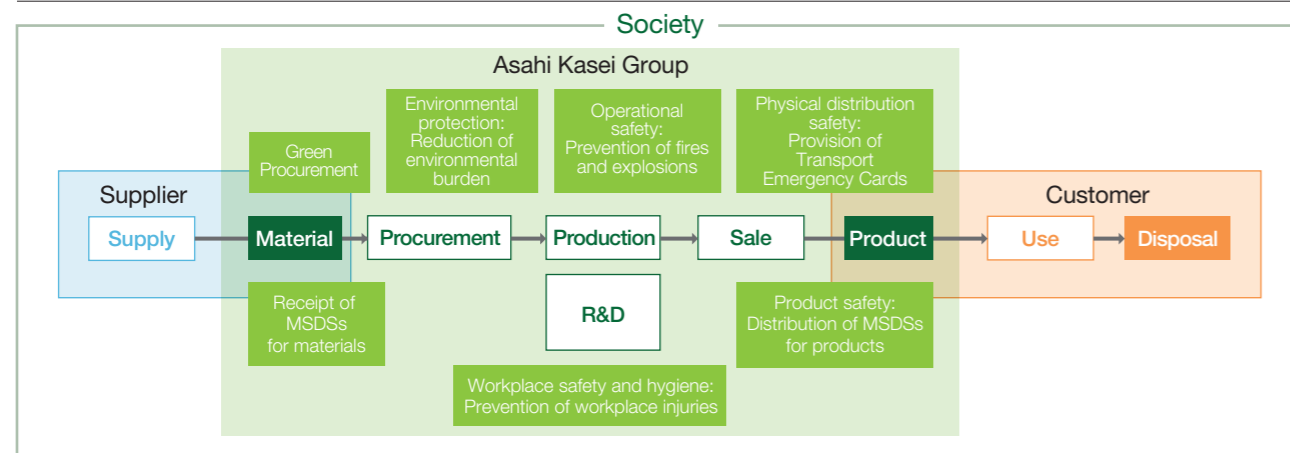 Society
Asahi Kasei Group
Environmental
protection:
Reduction of
environmental
burden
Operational
safety:
Prevention of fires
and explosions
Physical distribution
safety:
Provision of
Transport
Emergency Cards
Green
Procurement
Supplier
Customer
Supply
Material
Procurement
Production
Sale
Product
Use
Disposal
R&D
Receipt of
MSDSs
for materials
Product safety:
Distribution of MSDSs
for products
Workplace safety and hygiene:
Prevention of workplace injuries